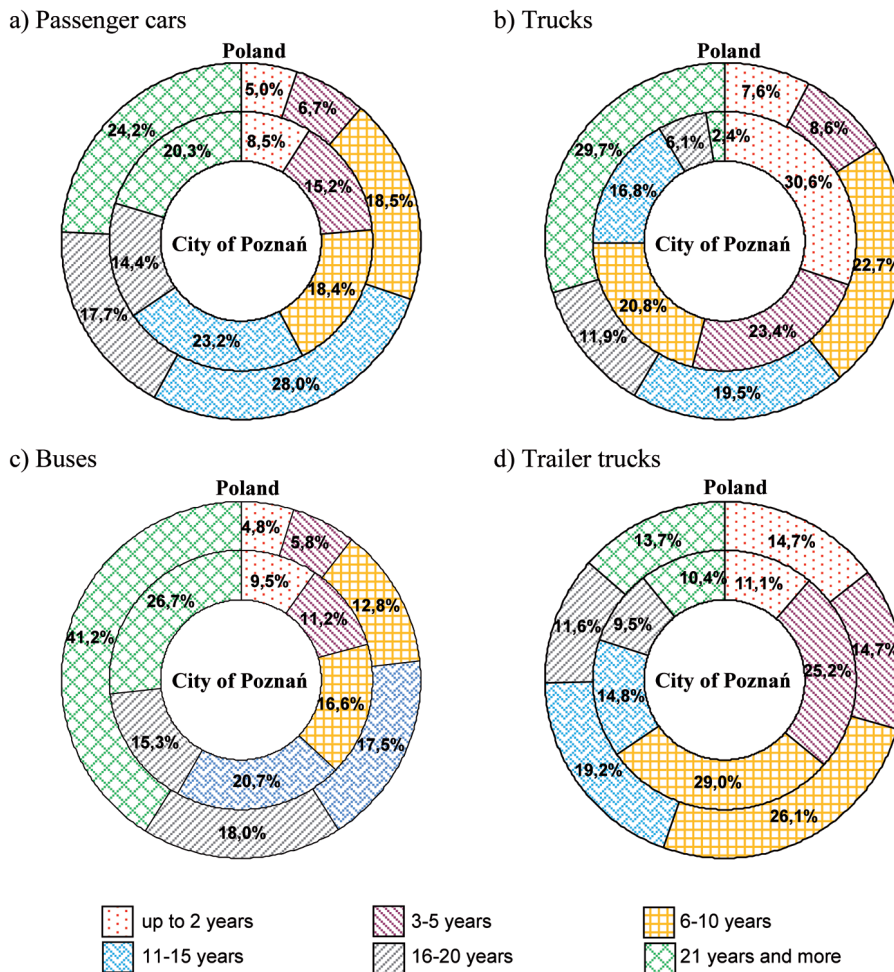 a) Passenger cars
Poland
5,0%
6,7%
18,5%
28,0%
17,7%
24,2%
8,5%
15,2%
18,4%
23,2%
14,4%
20,3%
City of Poznań
b) Trucks
Poland
7,6%
8,6%
22,7%
19,5%
11,9%
29,7%
30,6%
23,4%
20,8%
16,8%
6,1%
2,4%
City of Poznań
c) Buses
Poland
4,8%
5,8%
12,8%
17,5%
18,0%
41,2%
9,5%
11,2%
16,6%
20,7%
15,3%
26,7%
City of Poznań
d) Trailer trucks
Poland
14,7%
14,7%
26,1%
19,2%
11,6%
13,7%
11,1%
25,2%
29,0%
14,8%
9,5%
10,4%
City of Poznań
up to 2 years
3-5 years
6-10 years
11-15 years
16-20 years
21 years and more